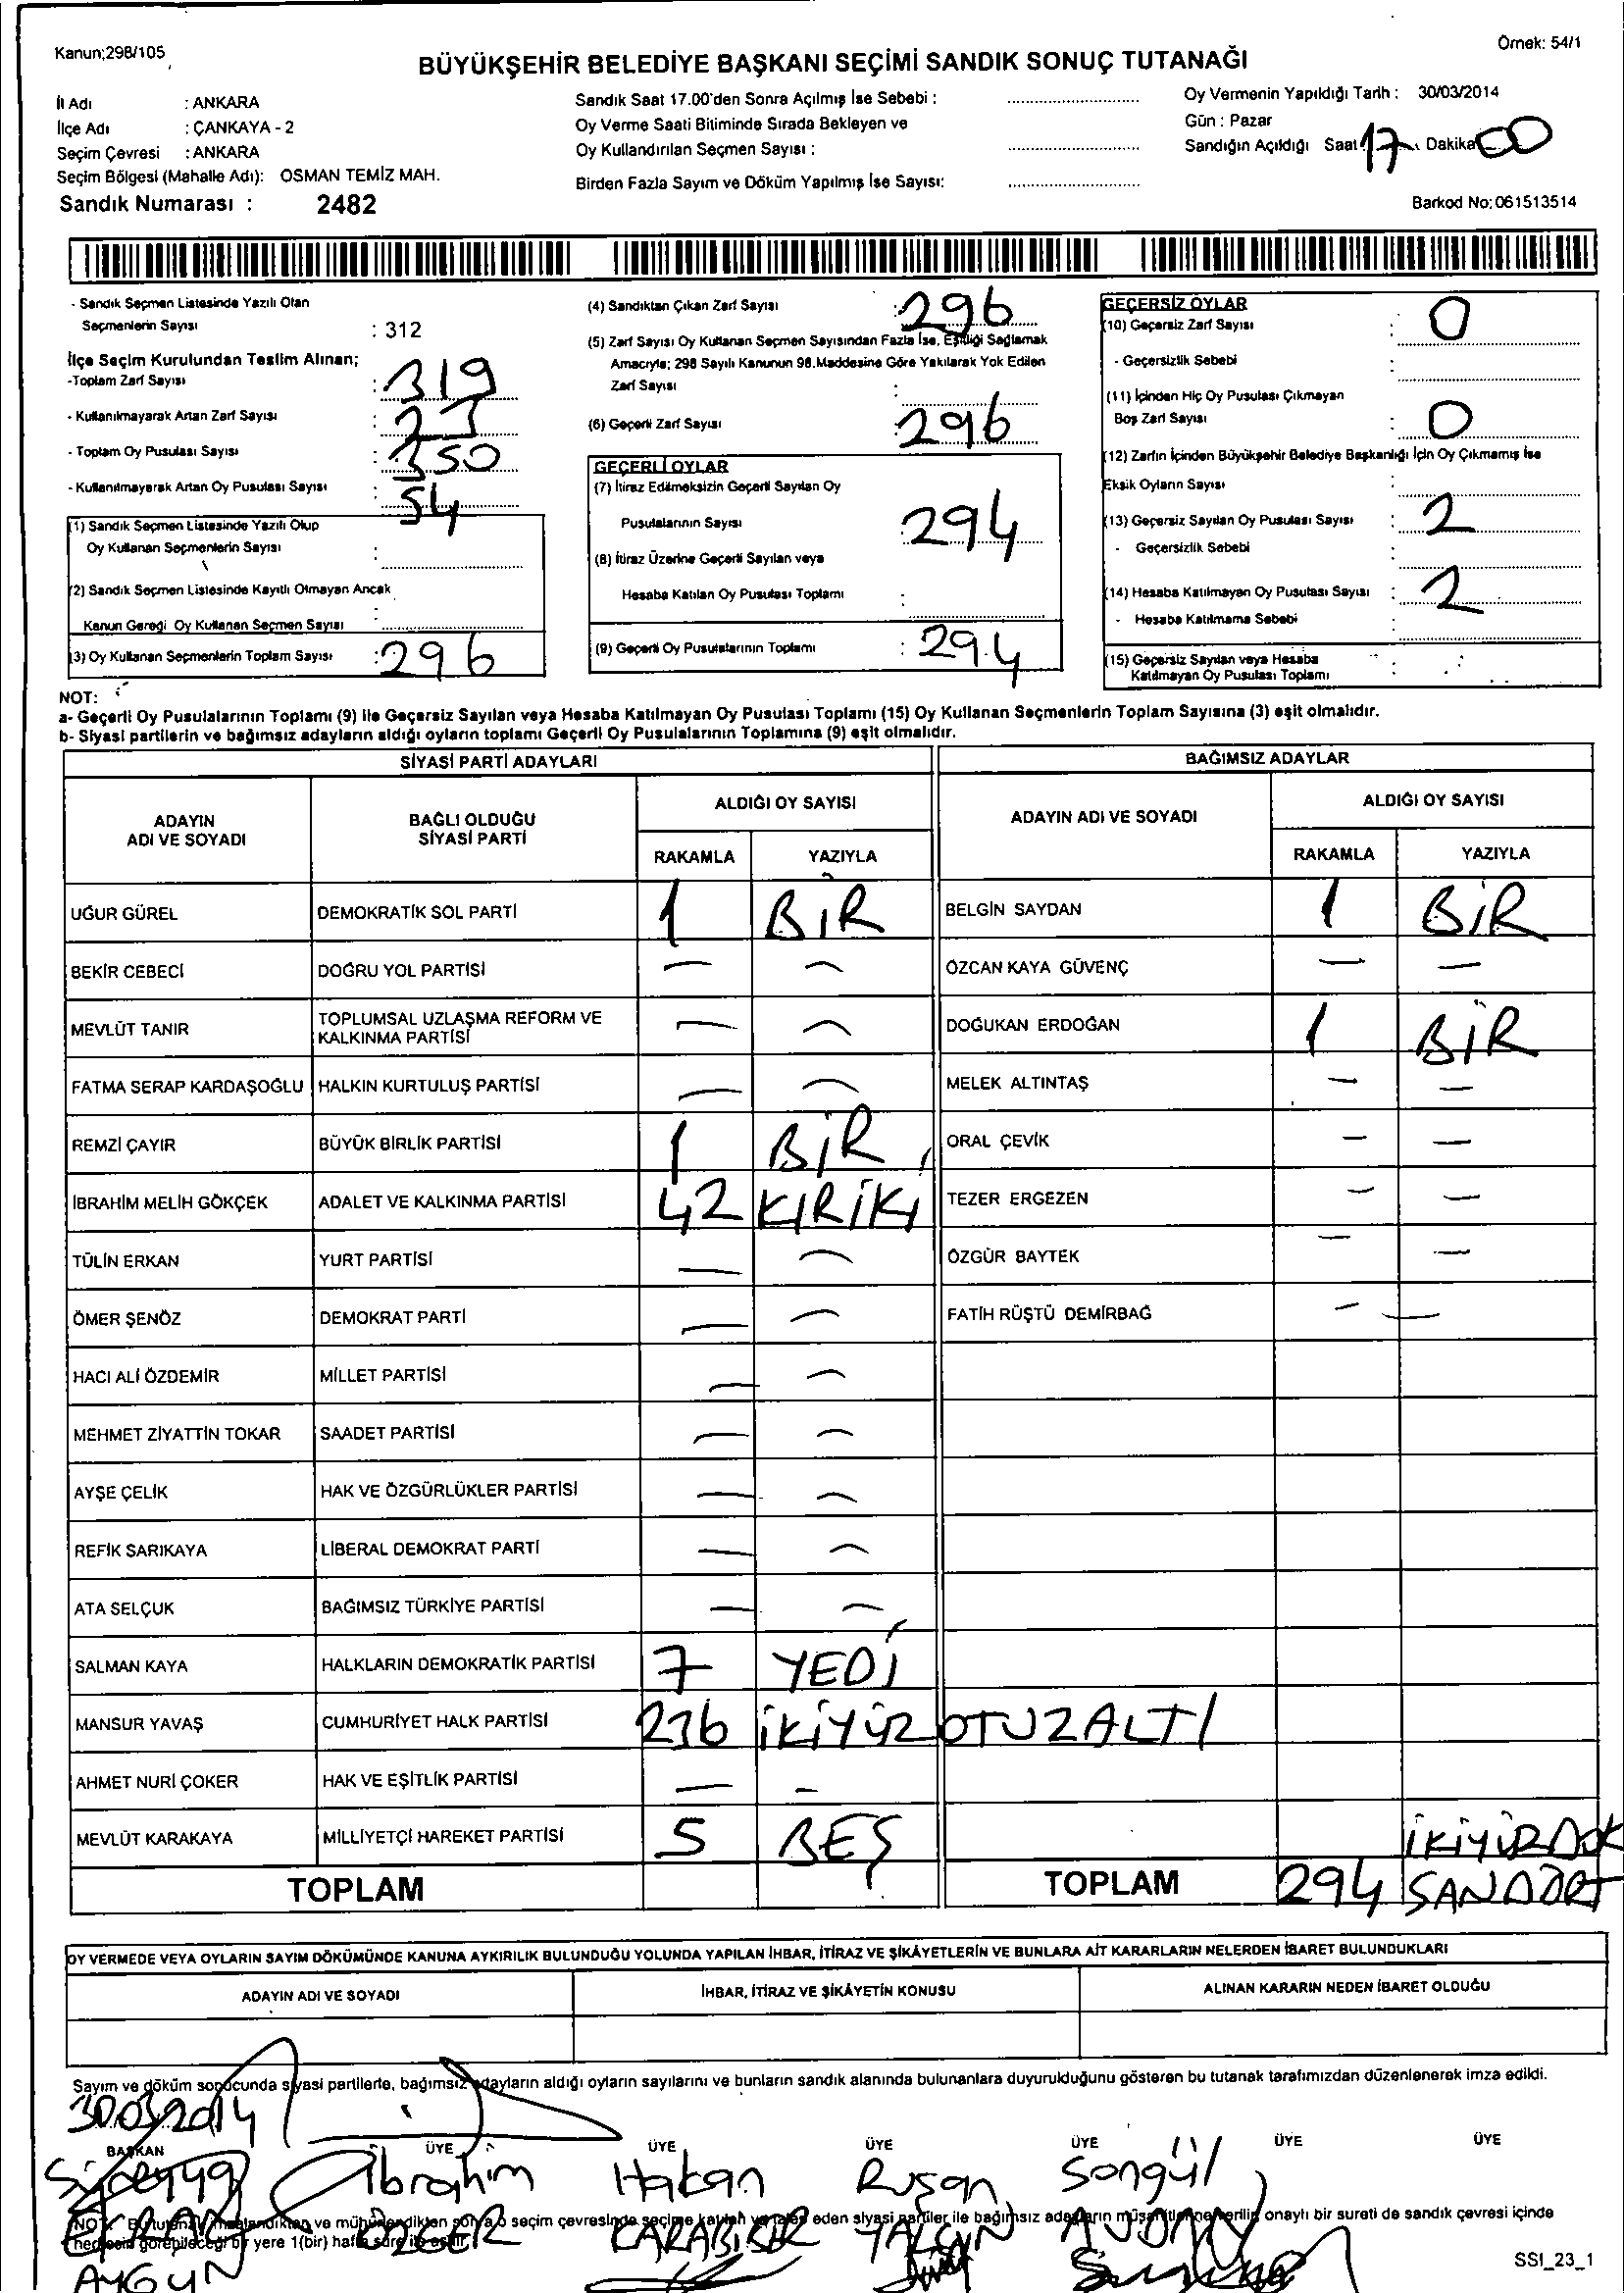 Kanun;298/105
Örnek: 54/1
BÜYÜKŞEHİR BELEDİYE BAŞKANI SEÇİMİ SANDIK SONUÇ TUTANAĞI
İl Adı : ANKARA
İlçe Adı : ÇANKAYA - 2
Seçim Çevresi : ANKARA
Seçim Bölgesi (Mahalle Adı): OSMAN TEMİZ MAH.
Sandık Numarası : 2482
Sandık Saat 17.00'den Sonra Açılmış İse Sebebi :
Oy Verme Saati Bitiminde Sırada Bekleyen ve
Oy Kullandırılan Seçmen Sayısı :
Birden Fazla Sayım ve Döküm Yapılmış İse Sayısı:
Oy Vermenin Yapıldığı Tarih : 30/03/2014
Gün : Pazar
Sandığın Açıldığı Saat 17 Dakika 00
Barkod No: 061513514
- Sandık Seçmen Listesinde Yazılı Olan
Seçmenlerin Sayısı : 312
İlçe Seçim Kurulundan Teslim Alınan;
-Toplam Zarf Sayısı : 319
- Kullanılmayarak Artan Zarf Sayısı :
- Toplam Oy Pusulası Sayısı : 350
- Kullanılmayarak Artan Oy Pusulası Sayısı : 54
(1) Sandık Seçmen Listesinde Yazılı Olup
Oy Kullanan Seçmenlerin Sayısı :
(2) Sandık Seçmen Listesinde Kayıtlı Olmayan Ancak
Kanun Gereği Oy Kullanan Seçmen Sayısı :
(3) Oy Kullanan Seçmenlerin Toplam Sayısı : 296
(4) Sandıktan Çıkan Zarf Sayısı : 296
(5) Zarf Sayısı Oy Kullanan Seçmen Sayısından Fazla İse, Eşitliği Sağlamak
Amacıyla; 298 Sayılı Kanunun 98.Maddesine Göre Yakılarak Yok Edilen
Zarf Sayısı :
(6) Geçerli Zarf Sayısı : 296
GEÇERLİ OYLAR
(7) İtiraz Edilmeksizin Geçerli Sayılan Oy
Pusulalarının Sayısı : 294
(8) İtiraz Üzerine Geçerli Sayılan veya
Hesaba Katılan Oy Pusulası Toplamı :
(9) Geçerli Oy Pusulalarının Toplamı : 294
GEÇERSİZ OYLAR
(10) Geçersiz Zarf Sayısı : 0
- Geçersizlik Sebebi :
(11) İçinden Hiç Oy Pusulası Çıkmayan
Boş Zarf Sayısı : 0
(12) Zarfın İçinden Büyükşehir Belediye Başkanlığı İçin Oy Çıkmamış İse
Eksik Oyların Sayısı :
(13) Geçersiz Sayılan Oy Pusulası Sayısı : 2
- Geçersizlik Sebebi :
(14) Hesaba Katılmayan Oy Pusulası Sayısı : 2
- Hesaba Katılmama Sebebi :
(15) Geçersiz Sayılan veya Hesaba
Katılmayan Oy Pusulası Toplamı :
NOT:
a- Geçerli Oy Pusulalarının Toplamı (9) ile Geçersiz Sayılan veya Hesaba Katılmayan Oy Pusulası Toplamı (15) Oy Kullanan Seçmenlerin Toplam Sayısına (3) eşit olmalıdır.
b- Siyasi partilerin ve bağımsız adayların aldığı oyların toplamı Geçerli Oy Pusulalarının Toplamına (9) eşit olmalıdır.
SİYASİ PARTİ ADAYLARI
ADAYIN ADI VE SOYADI BAĞLI OLDUĞU SİYASİ PARTİ ALDIĞI OY SAYISI RAKAMLA YAZIYLA
UĞUR GÜREL DEMOKRATİK SOL PARTİ 1 BİR
BEKİR CEBECİ DOĞRU YOL PARTİSİ — —
MEVLÜT TANIR TOPLUMSAL UZLAŞMA REFORM VE KALKINMA PARTİSİ — —
FATMA SERAP KARDAŞOĞLU HALKIN KURTULUŞ PARTİSİ — —
REMZİ ÇAYIR BÜYÜK BİRLİK PARTİSİ 1 BİR
İBRAHİM MELİH GÖKÇEK ADALET VE KALKINMA PARTİSİ 42 KIRİKİ
TÜLİN ERKAN YURT PARTİSİ — —
ÖMER ŞENÖZ DEMOKRAT PARTİ — —
HACI ALİ ÖZDEMİR MİLLET PARTİSİ — —
MEHMET ZİYATTİN TOKAR SAADET PARTİSİ — —
AYŞE ÇELİK HAK VE ÖZGÜRLÜKLER PARTİSİ — —
REFİK SARIKAYA LİBERAL DEMOKRAT PARTİ — —
ATA SELÇUK BAĞIMSIZ TÜRKİYE PARTİSİ — —
SALMAN KAYA HALKLARIN DEMOKRATİK PARTİSİ 7 YEDİ
MANSUR YAVAŞ CUMHURİYET HALK PARTİSİ 236 İKİYÜZOTUZALTI
AHMET NURİ ÇOKER HAK VE EŞİTLİK PARTİSİ — —
MEVLÜT KARAKAYA MİLLİYETÇİ HAREKET PARTİSİ 5 BEŞ
TOPLAM
BAĞIMSIZ ADAYLAR
ADAYIN ADI VE SOYADI ALDIĞI OY SAYISI RAKAMLA YAZIYLA
BELGİN SAYDAN 1 BİR
ÖZCAN KAYA GÜVENÇ — —
DOĞUKAN ERDOĞAN 1 BİR
MELEK ALTINTAŞ — —
ORAL ÇEVİK — —
TEZER ERGEZEN — —
ÖZGÜR BAYTEK — —
FATİH RÜŞTÜ DEMİRBAĞ — —
TOPLAM 294 İKİYÜZDOK
SANDÖRT
OY VERMEDE VEYA OYLARIN SAYIM DÖKÜMÜNDE KANUNA AYKIRILIK BULUNDUĞU YOLUNDA YAPILAN İHBAR, İTİRAZ VE ŞİKÂYETLERİN VE BUNLARA AİT KARARLARIN NELERDEN İBARET BULUNDUKLARI
ADAYIN ADI VE SOYADI İHBAR, İTİRAZ VE ŞİKÂYETİN KONUSU ALINAN KARARIN NEDEN İBARET OLDUĞU
Sayım ve döküm sonucunda siyasi partilerle, bağımsız adayların aldığı oyların sayılarını ve bunların sandık alanında bulunanlara duyurulduğunu gösteren bu tutanak tarafımızdan düzenlenerek imza edildi.
30.03.2014
BAŞKAN ÜYE ÜYE ÜYE ÜYE ÜYE ÜYE
Süreyya İbrahim Hakan Ruşan Songül
ÖZGER KARABIÇER YALÇIN
AYGÜN
NOT: Bu tutanak imzalandıktan ve mühürlendikten sonra o seçim çevresinde seçime katılan ve talep eden siyasi partiler ile bağımsız adayların müşahitlerine verilir, onaylı bir sureti de sandık çevresi içinde
herkesin görebileceği bir yere 1(bir) hafta süre ile asılır.
SSI_23_1